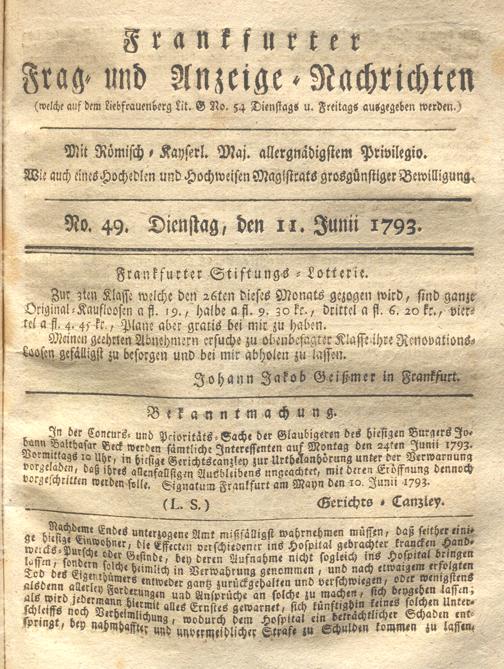 Frankfurter
Frag- und Anzeige-Nachrichten
(welche auf dem Liebfrauenberg Lit. G No. 54 Dienstags u. Freitags ausgegeben werden.)
Mit Römisch-Kayserl. Maj. allergnädigstem Privilegio.
Wie auch eines Hochedlen und Hochweisen Magistrats grosgünstiger Bewilligung.
No. 49. Dienstag, den 11. Junii 1793.
Frankfurter Stiftungs-Lotterie.
Zur 3ten Klasse welche den 26ten dieses Monats gezogen wird, sind ganze
Original-Kaufloosen a fl. 19., halbe a fl. 9. 30 kr., drittel a fl. 6. 20 kr., vier-
tel a fl. 4. 45 kr., Plane aber gratis bei mir zu haben.
Meinen geehrten Abnehmern ersuche zu obenbesagter Klasse ihre Renovations-
Loosen gefälligst zu besorgen und bei mir abholen zu lassen.
Johann Jakob Geißmer in Frankfurt.
Bekanntmachung.
In der Concurs- und Prioritäts-Sache der Glaubigeren des hiesigen Burgers Jo-
hann Balthasar Beck werden sämtliche Interessenten auf Montag den 24ten Junii 1793.
Vormittags 10 Uhr, in hiesige Gerichtscanzley zur Urthelanhörung unter der Verwarnung
vorgeladen, daß ihres allenfallsigen Ausbleibens ungeachtet, mit deren Eröffnung dennoch
vorgeschritten werden solle. Signatum Frankfurt am Mayn den 10. Junii 1793.
(L. S.) Gerichts-Canzley.
Nachdeme Endes unterzogene Amt mißfälligst wahrnehmen müssen, daß seither eini-
ge hiesige Einwohner, die Effecten verschiedener ins Hospital gebrachter krancken Hand-
wercks-Pursche oder Gesinde, bey deren Aufnahme nicht sogleich ins Hospital bringen
lassen, sondern solche heimlich in Verwahrung genommen, und nach etwaigem erfolgten
Tod des Eigenthümers entweder gantz zurückgehalten und verschwiegen, oder wenigstens
alsdenn allerley Forderungen und Ansprüche an solche zu machen, sich beygehen lassen;
als wird jedermann hiermit alles Ernstes gewarnet, sich künftighin keines solchen Unter-
schleiffs noch Verheimlichung, wodurch dem Hospital ein beträchtlicher Schaden ent-
springt, bey nahmhafter und unvermeidlicher Strafe zu Schulden kommen zu lassen,